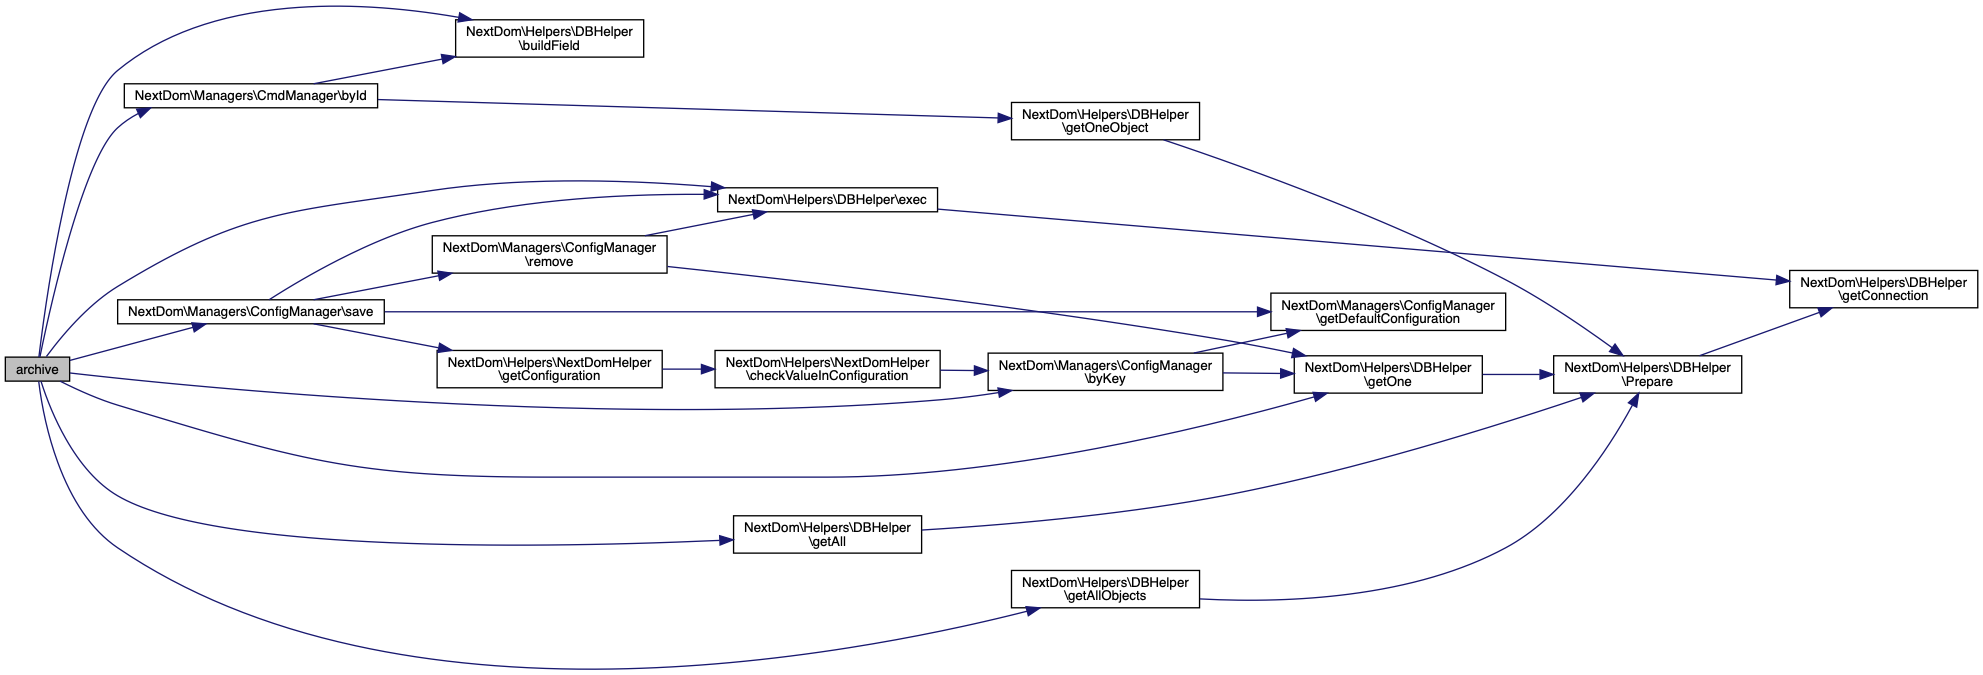 NextDom\Helpers\DBHelper
\buildField
NextDom\Managers\CmdManager\byId
NextDom\Helpers\DBHelper
\getOneObject
NextDom\Helpers\DBHelper\exec
NextDom\Managers\ConfigManager
\remove
NextDom\Helpers\DBHelper
\getConnection
NextDom\Managers\ConfigManager\save
NextDom\Managers\ConfigManager
\getDefaultConfiguration
archive
NextDom\Helpers\NextDomHelper
\getConfiguration
NextDom\Helpers\NextDomHelper
\checkValueInConfiguration
NextDom\Managers\ConfigManager
\byKey
NextDom\Helpers\DBHelper
\getOne
NextDom\Helpers\DBHelper
\Prepare
NextDom\Helpers\DBHelper
\getAll
NextDom\Helpers\DBHelper
\getAllObjects